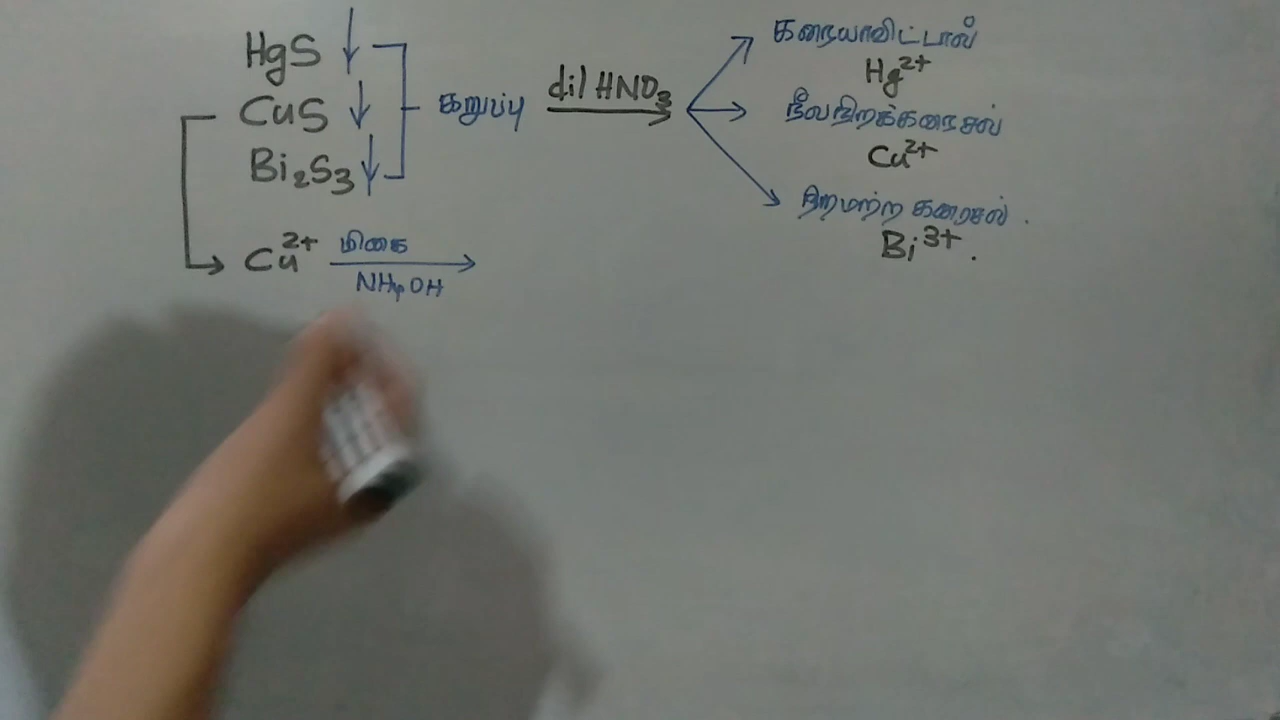 HgS ↓
CuS ↓
Bi₂S₃ ↓
கறுப்பு
dil HNO₃
கரையாவிட்டால்
Hg²⁺
நீலநிறக்கரைசல்
Cu²⁺
நிறமற்ற கரைசல்.
Bi³⁺.
Cu²⁺ மிகை
NH₄OH